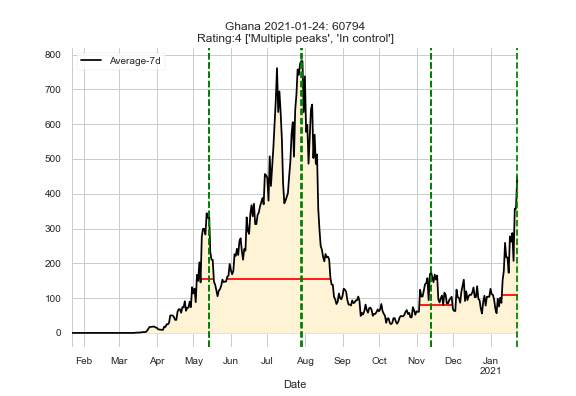 Ghana 2021-01-24: 60794
Rating:4 ['Multiple peaks', 'In control']
Average-7d
800
700
600
500
400
300
200
100
0
Feb Mar Apr May Jun Jul Aug Sep Oct Nov Dec Jan
2021
Date